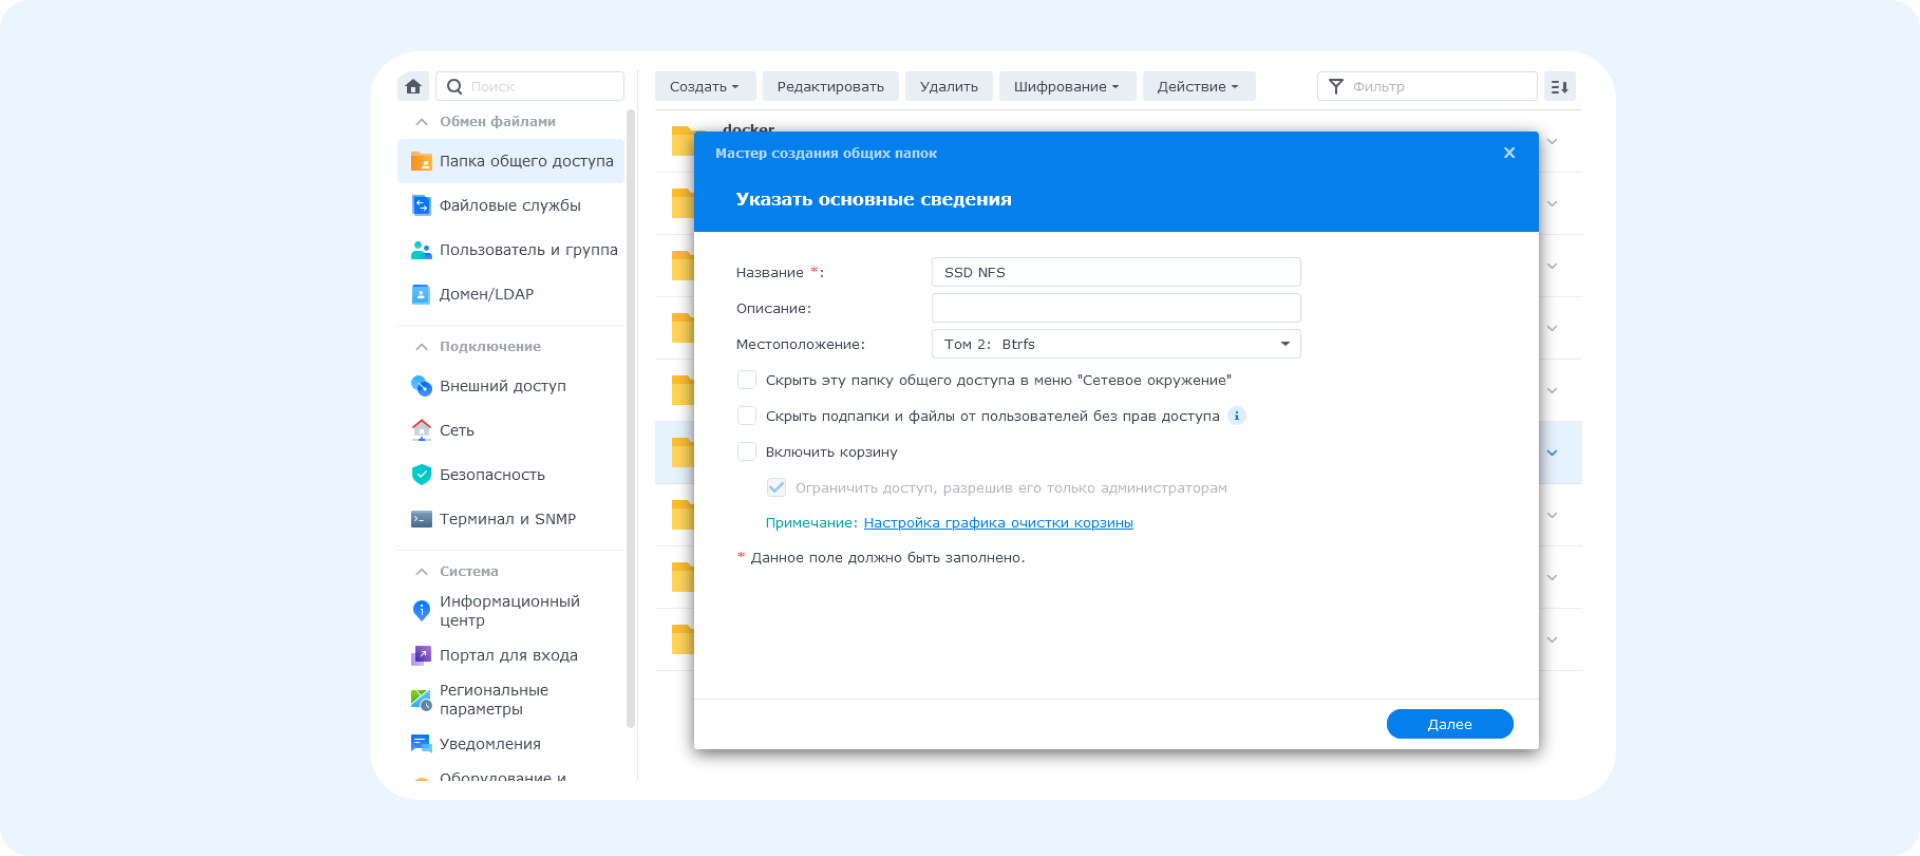 Поиск
Обмен файлами
Папка общего доступа
Файловые службы
Пользователь и группа
Домен/LDAP
Подключение
Внешний доступ
Сеть
Безопасность
Терминал и SNMP
Система
Информационный
центр
Портал для входа
Региональные
параметры
Уведомления
Оборудование и
Создать Редактировать Удалить Шифрование Действие Фильтр
docker
Мастер создания общих папок
Указать основные сведения
Название *: SSD NFS
Описание:
Местоположение: Том 2: Btrfs
Скрыть эту папку общего доступа в меню "Сетевое окружение"
Скрыть подпапки и файлы от пользователей без прав доступа
Включить корзину
Ограничить доступ, разрешив его только администраторам
Примечание: Настройка графика очистки корзины
* Данное поле должно быть заполнено.
Далее